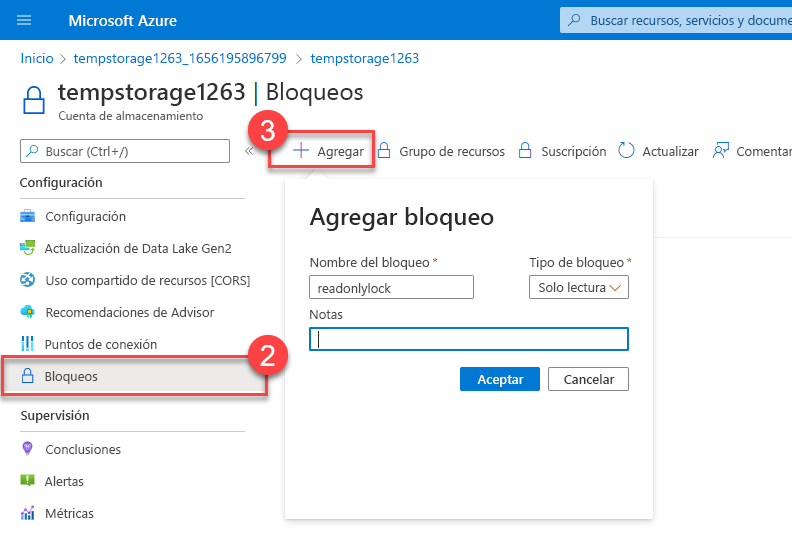 Microsoft Azure
Buscar recursos, servicios y docume
Inicio > tempstorage1263_1656195896799 > tempstorage1263
tempstorage1263 | Bloqueos
Cuenta de almacenamiento
3
Buscar (Ctrl+/)
«
+ Agregar
Grupo de recursos
Suscripción
Actualizar
Comentar
Configuración
Configuración
Actualización de Data Lake Gen2
Uso compartido de recursos [CORS]
Recomendaciones de Advisor
Puntos de conexión
2
Bloqueos
Supervisión
Conclusiones
Alertas
Métricas
Agregar bloqueo
Nombre del bloqueo *
Tipo de bloqueo *
readonlylock
Solo lectura
Notas
Aceptar
Cancelar